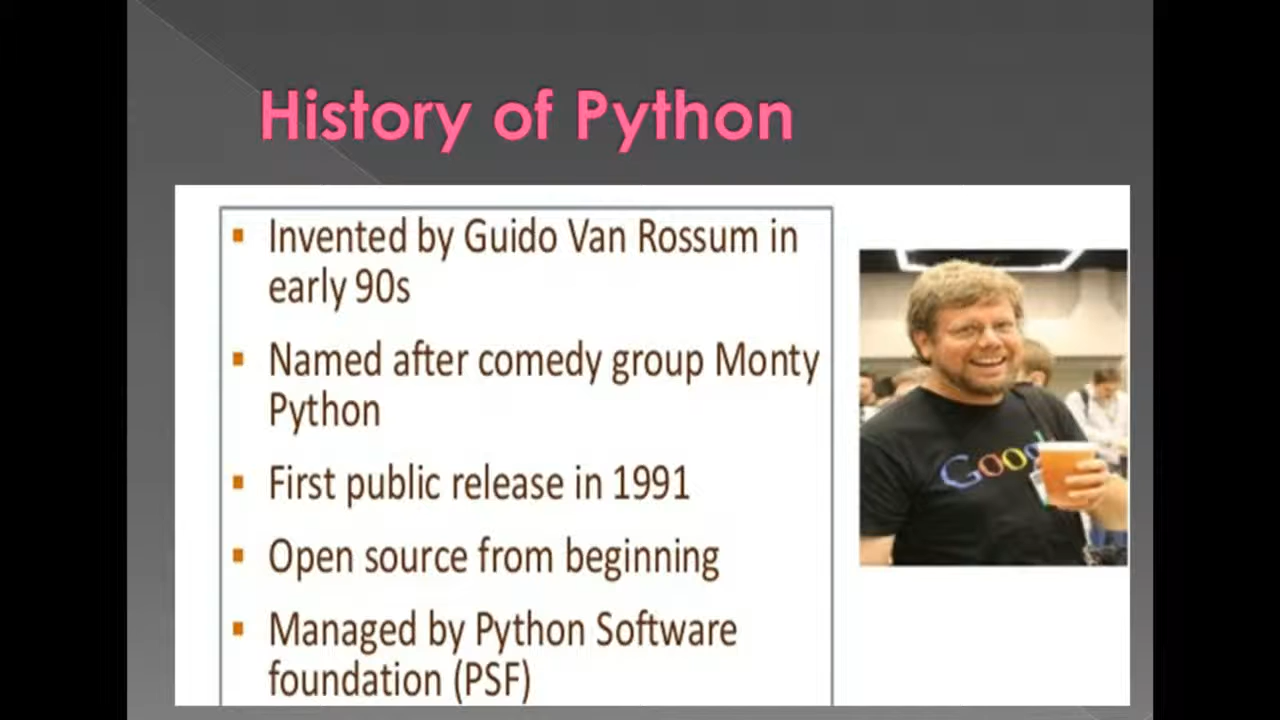 History of Python
Invented by Guido Van Rossum in
early 90s
Named after comedy group Monty
Python
First public release in 1991
Open source from beginning
Managed by Python Software
foundation (PSF)
Goo